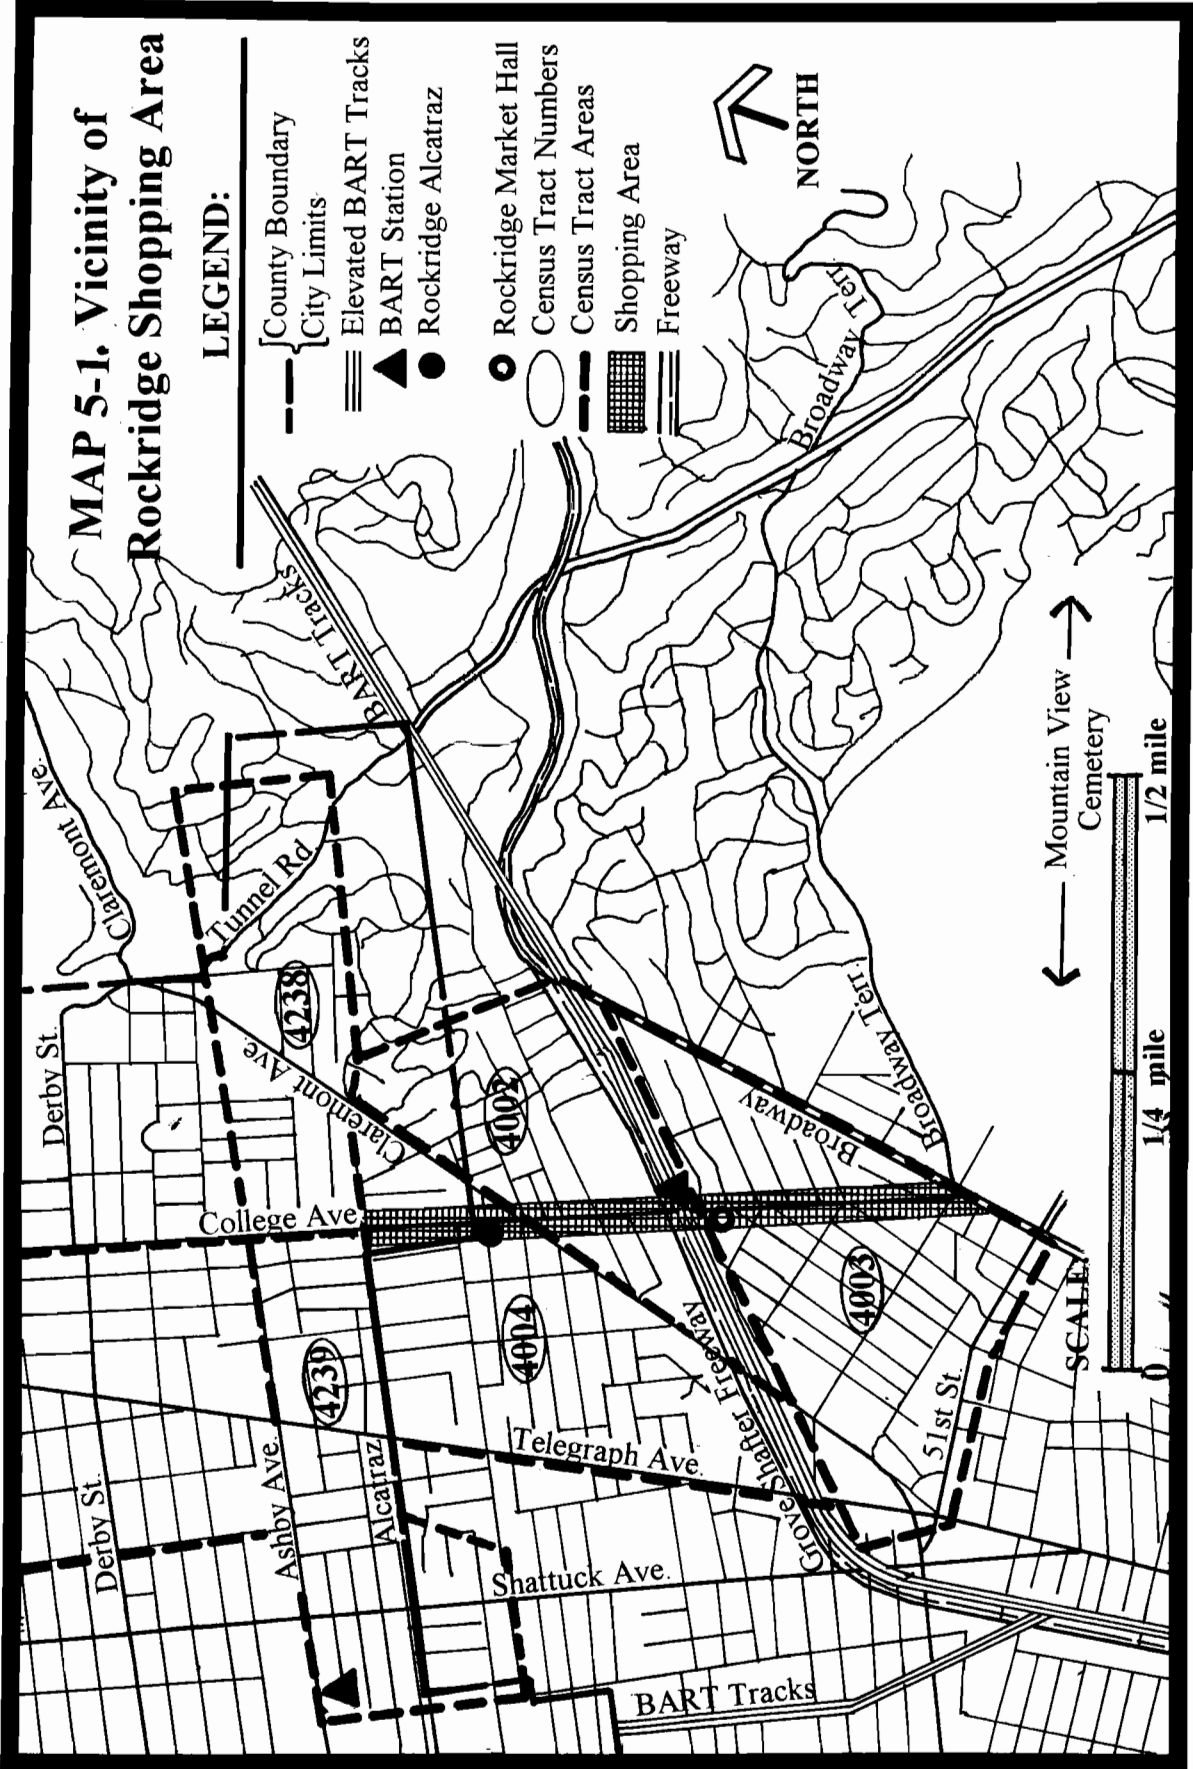 MAP 5-1. Vicinity of
Rockridge Shopping Area
LEGEND:
County Boundary
City Limits
Elevated BART Tracks
BART Station
Rockridge Alcatraz
Rockridge Market Hall
Census Tract Numbers
Census Tract Areas
Shopping Area
Freeway
NORTH
Claremont Ave.
BART Tracks
Broadway Terr.
Tunnel Rd
Derby St.
4238
Claremont Ave.
Claremont
4002
Broadway
Broadway
Broadway Terr.
Mountain View
Cemetery
College Ave
4239
4004
4003
Derby St.
Ashby Ave.
Alcatraz
Telegraph Ave.
Shattuck Ave.
Grove Shafter Freeway
51st St.
BART Tracks
SCALE:
0
1/4 mile
1/2 mile